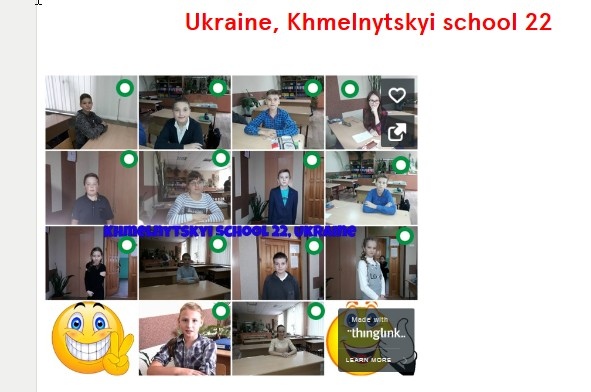 Ukraine, Khmelnytskyi school 22
Khmelnytskyi school 22, Ukraine
Made with
"thinglink..
LEARN MORE